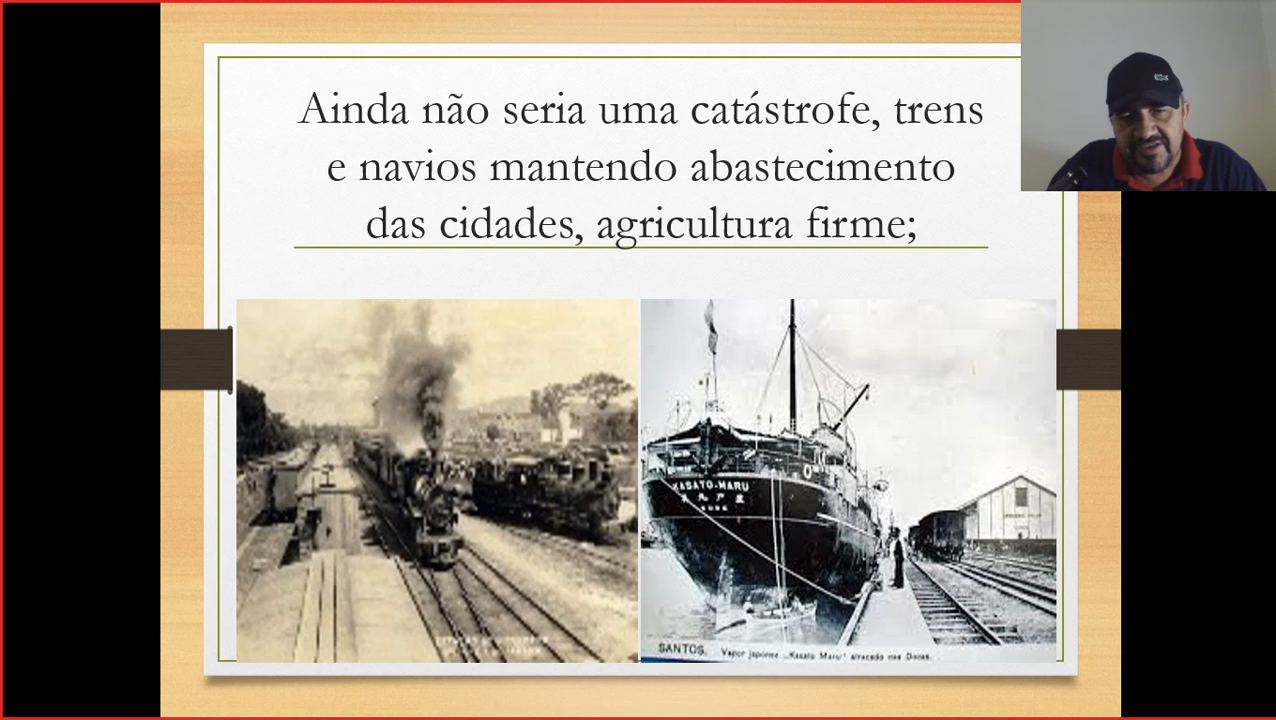 Ainda não seria uma catástrofe, trens
e navios mantendo abastecimento
das cidades, agricultura firme;
KASATO-MARU
SANTOS. Vapor japonez „Kasato Maru" atracado nas Docas.